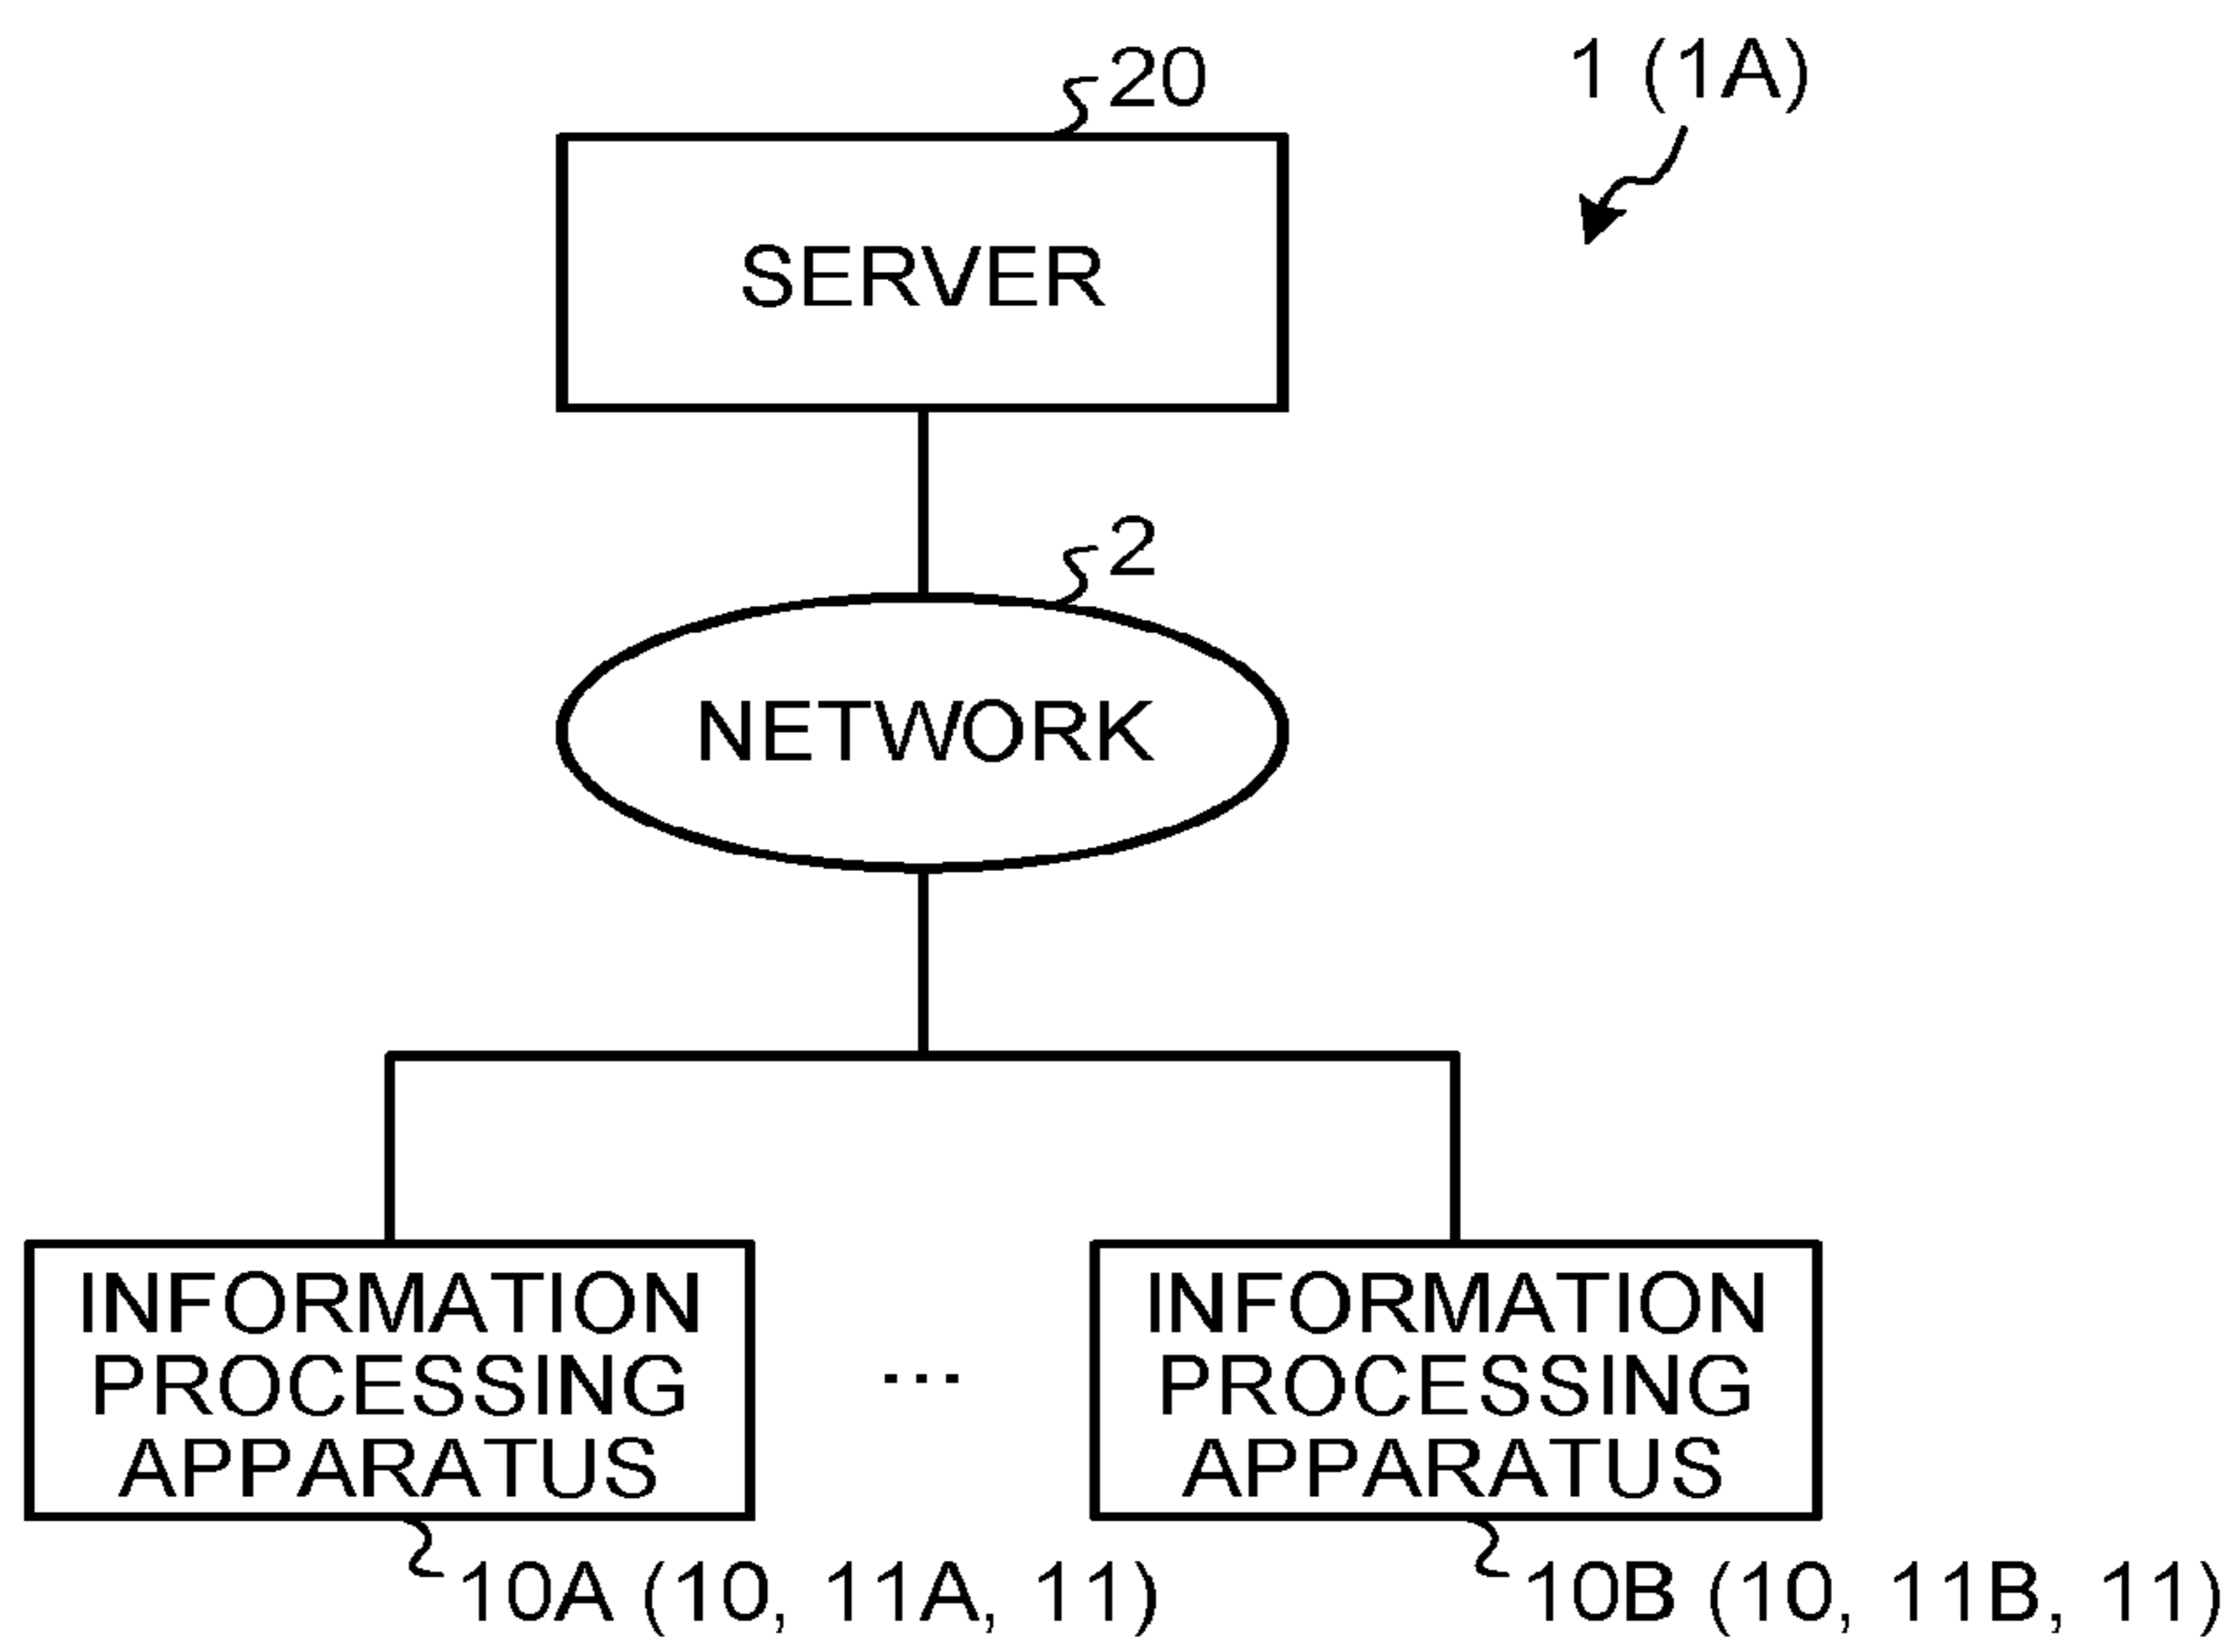 20
1 (1A)
SERVER
2
NETWORK
INFORMATION
PROCESSING
APPARATUS
...
INFORMATION
PROCESSING
APPARATUS
10A (10, 11A, 11)
10B (10, 11B, 11)